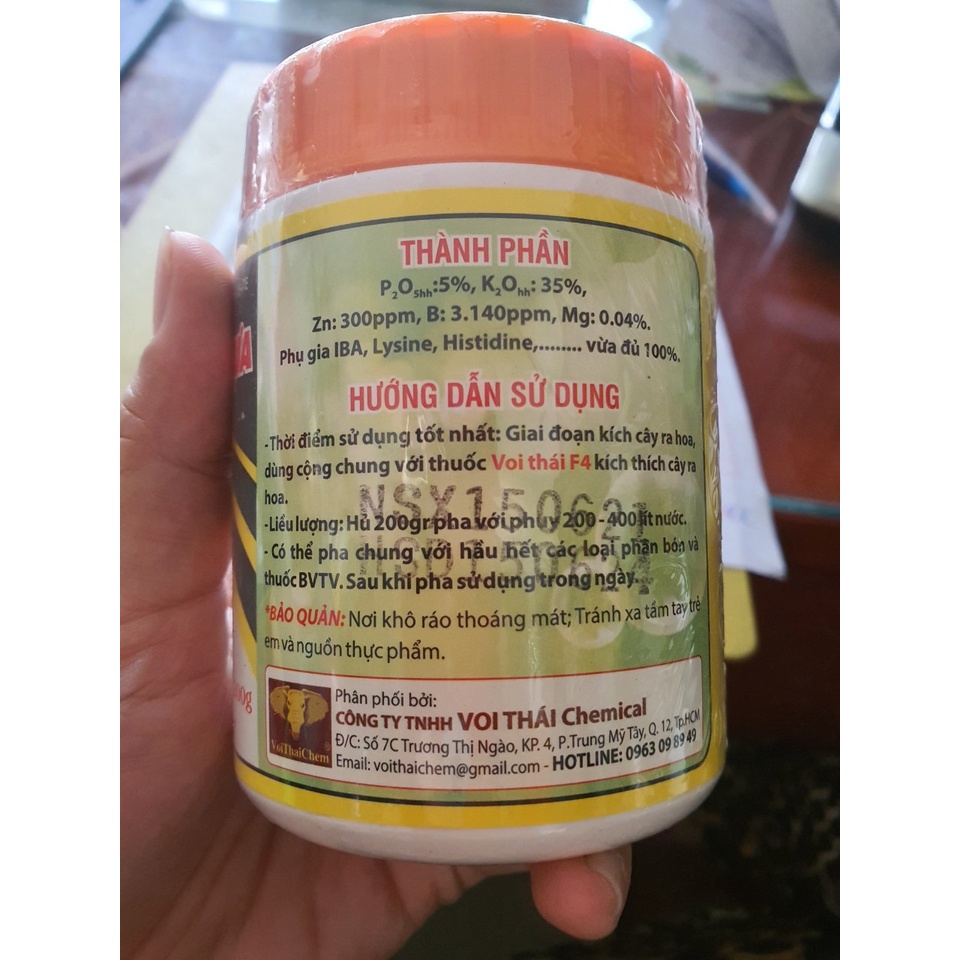 THÀNH PHẦN
P₂O₅hh:5%, K₂Ohh: 35%,
Zn: 300ppm, B: 3.140ppm, Mg: 0.04%.
Phụ gia IBA, Lysine, Histidine,........ vừa đủ 100%.
HƯỚNG DẪN SỬ DỤNG
-Thời điểm sử dụng tốt nhất: Giai đoạn kích cây ra hoa,
dùng cộng chung với thuốc Voi thái F4 kích thích cây ra
hoa.
NSX150621
-Liều lượng: Hủ 200gr pha với phuy 200 - 400 lít nước.
HSD150624
- Có thể pha chung với hầu hết các loại phân bón và
thuốc BVTV. Sau khi pha sử dụng trong ngày.
*BẢO QUẢN: Nơi khô ráo thoáng mát; Tránh xa tầm tay trẻ
em và nguồn thực phẩm.
Phân phối bởi:
CÔNG TY TNHH VOI THÁI Chemical
Đ/C: Số 7C Trương Thị Ngào, KP. 4, P.Trung Mỹ Tây, Q. 12, Tp.HCM
Email: voithaichem@gmail.com - HOTLINE: 0963 09 89 49
VoiThaiChem